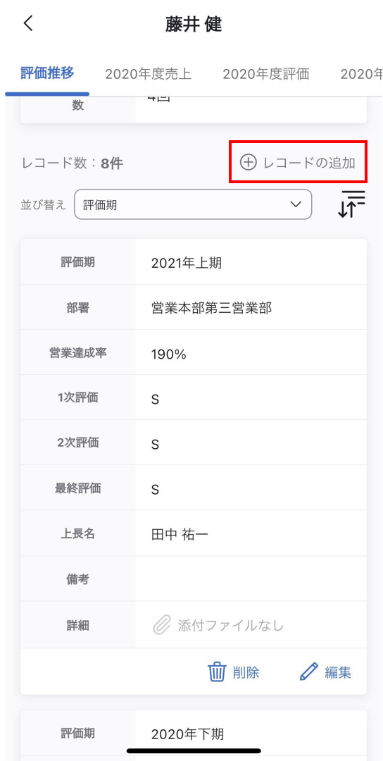 藤井 健
評価推移 2020年度売上 2020年度評価 2020年
数 4回
レコード数：8件 レコードの追加
並び替え 評価期
評価期 2021年上期
部署 営業本部第三営業部
営業達成率 190%
1次評価 S
2次評価 S
最終評価 S
上長名 田中 祐一
備考
詳細 添付ファイルなし
削除 編集
評価期 2020年下期